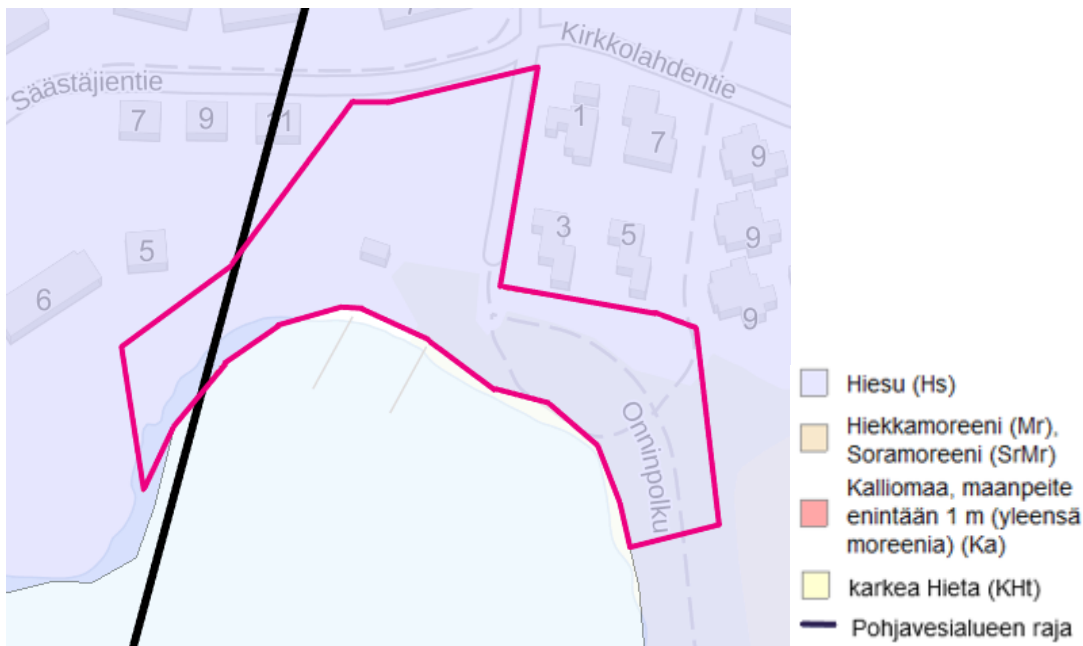 Säästäjientie
Kirkkolahdentie
7
9
11
1
7
9
5
3
5
9
6
9
Onninpolku
Hiesu (Hs)
Hiekkamoreeni (Mr),
Soramoreeni (SrMr)
Kalliomaa, maanpeite
enintään 1 m (yleensä
moreenia) (Ka)
karkea Hieta (KHt)
Pohjavesialueen raja